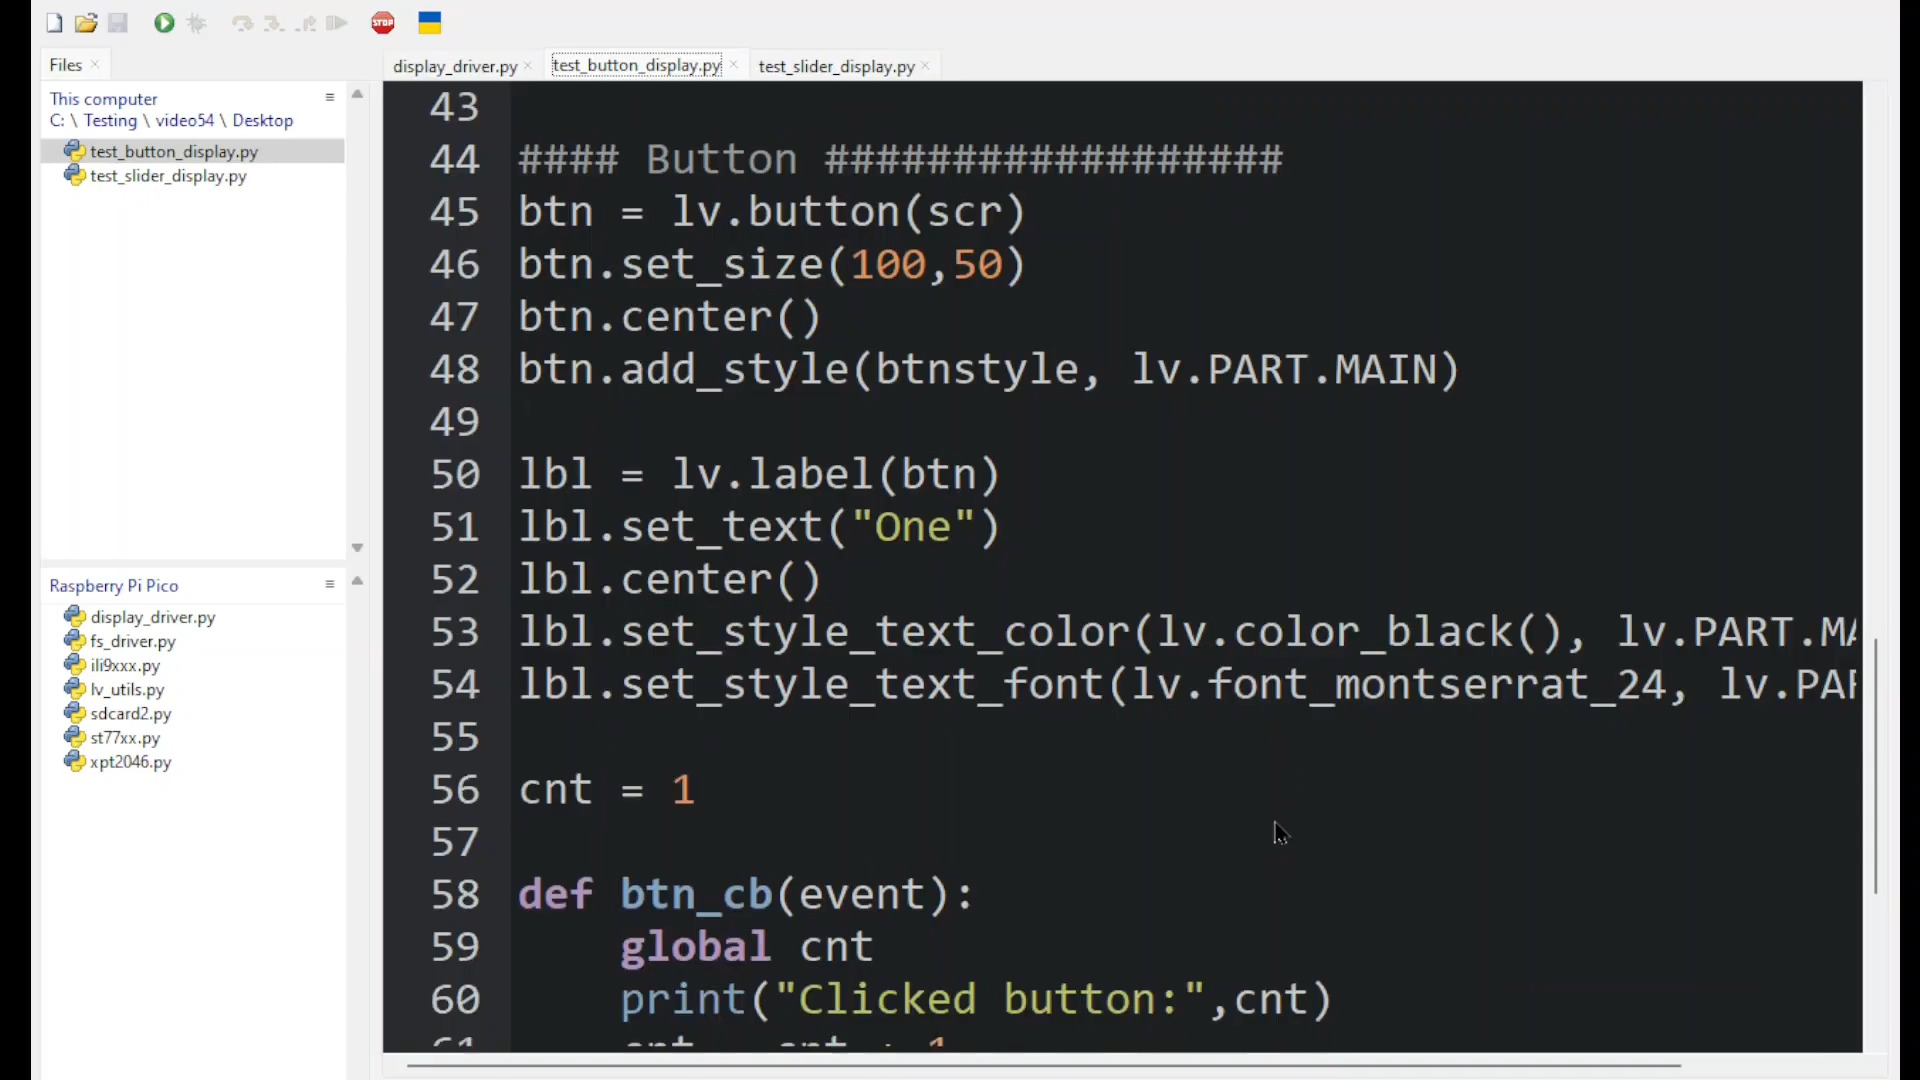 STOP
Files
This computer
C: \ Testing \ video54 \ Desktop
test_button_display.py
test_slider_display.py
Raspberry Pi Pico
display_driver.py
fs_driver.py
ili9xxx.py
lv_utils.py
sdcard2.py
st77xx.py
xpt2046.py
display_driver.py
test_button_display.py
test_slider_display.py
43
44 #### Button ##################
45 btn = lv.button(scr)
46 btn.set_size(100,50)
47 btn.center()
48 btn.add_style(btnstyle, lv.PART.MAIN)
49
50 lbl = lv.label(btn)
51 lbl.set_text("One")
52 lbl.center()
53 lbl.set_style_text_color(lv.color_black(), lv.PART.MA
54 lbl.set_style_text_font(lv.font_montserrat_24, lv.PA
55
56 cnt = 1
57
58 def btn_cb(event):
59 global cnt
60 print("Clicked button:",cnt)